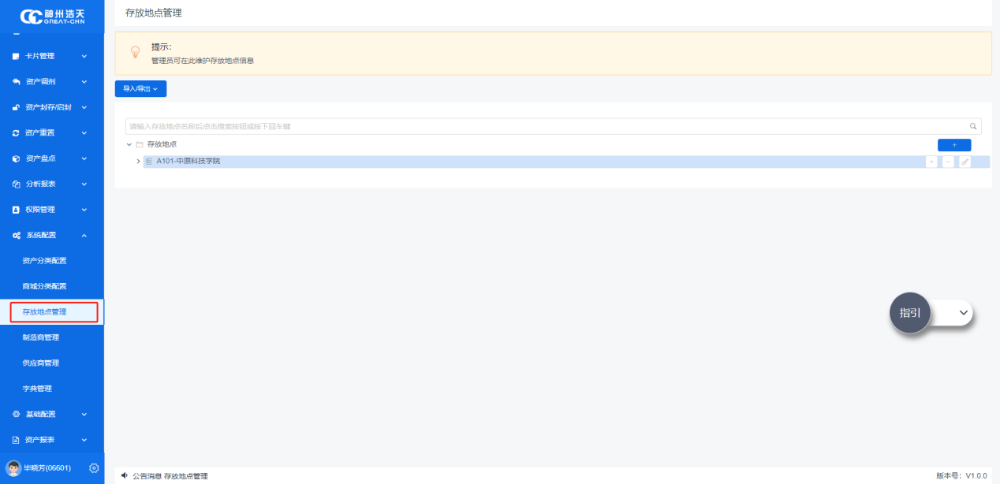 神州浩天
GREAT-CHN
卡片管理
资产调剂
资产封存/启封
资产重置
资产盘点
分析报表
权限管理
系统配置
资产分类配置
商城分类配置
存放地点管理
制造商管理
供应商管理
字典管理
基础配置
资产报表
毕晓芳(06601)
存放地点管理
提示：
管理员可在此维护存放地点信息
导入/导出
请输入存放地点名称后点击搜索按钮或按下回车键
存放地点
+
A101-中原科技学院
+ −
指引
公告消息 存放地点管理
版本号： V1.0.0